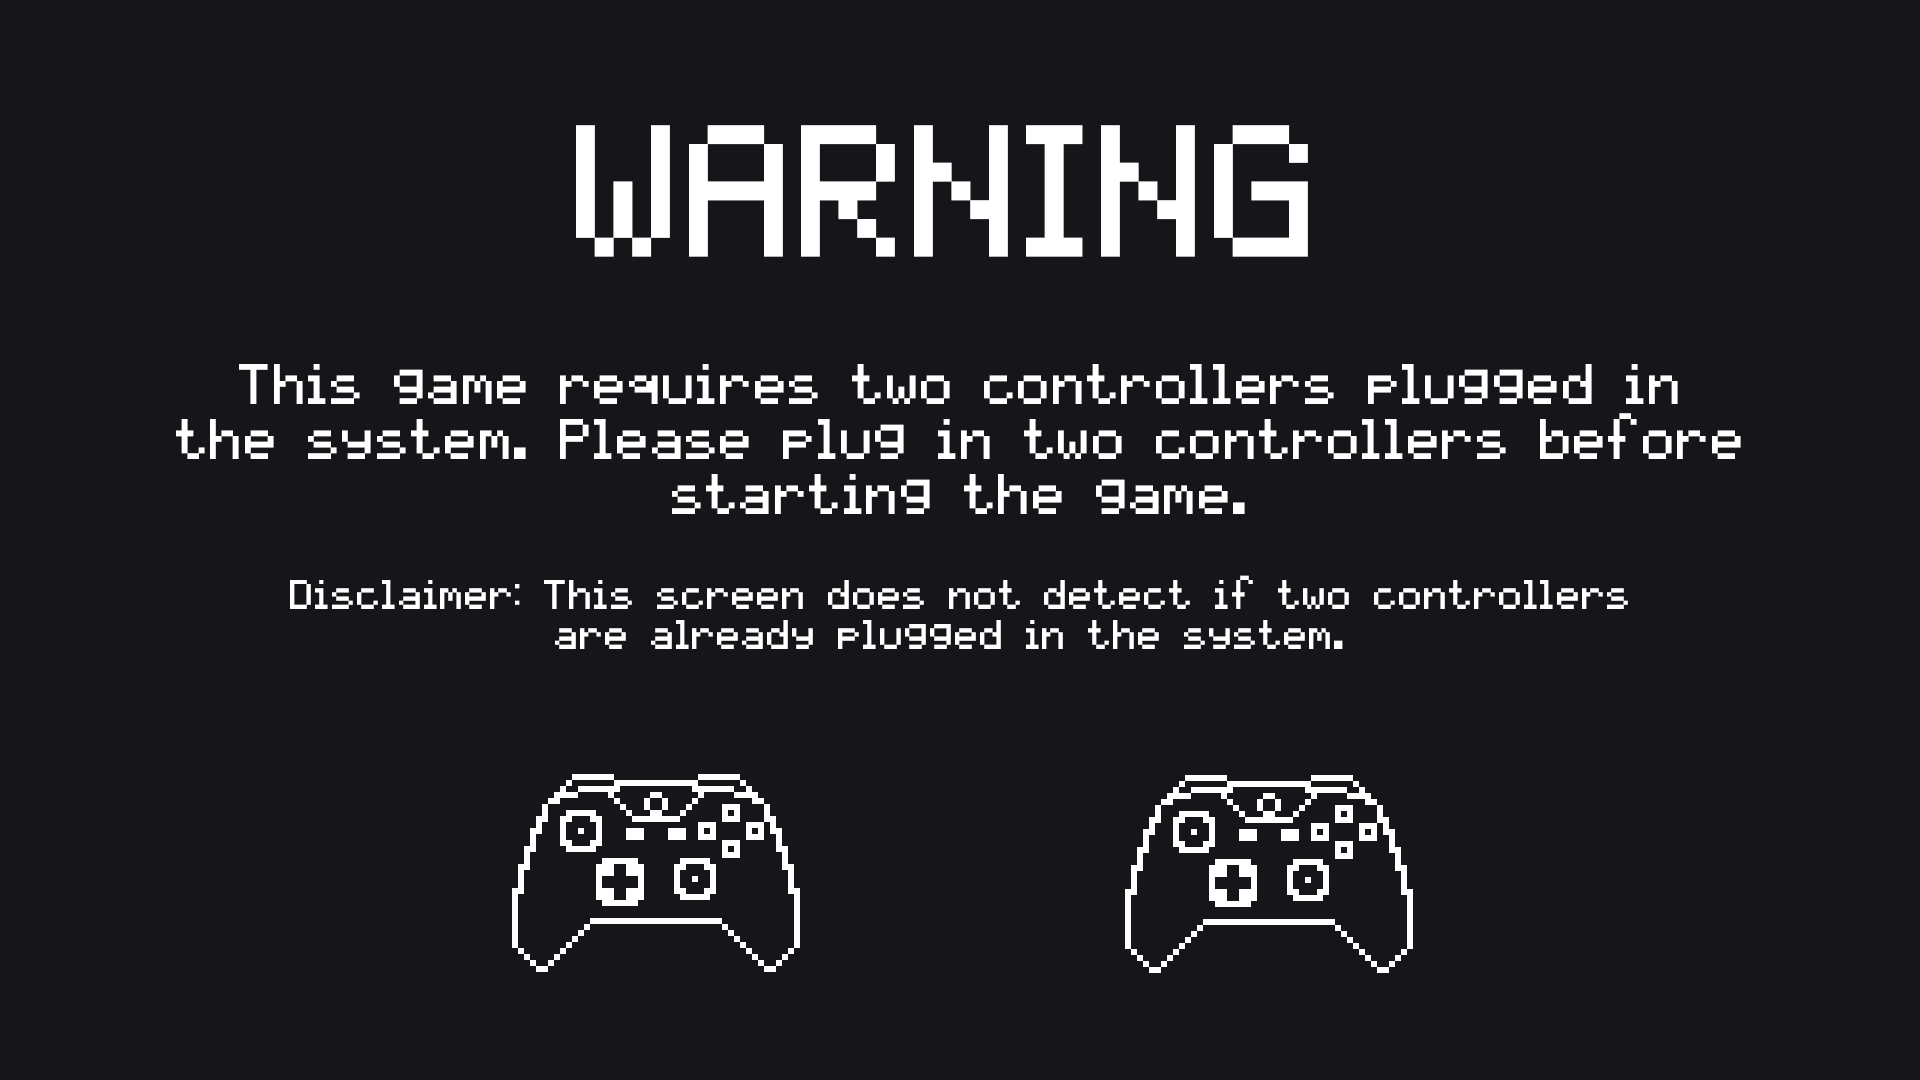 WARNING
This game requires two controllers plugged in
the system. Please plug in two controllers before
starting the game.
Disclaimer: This screen does not detect if two controllers
are already plugged in the system.